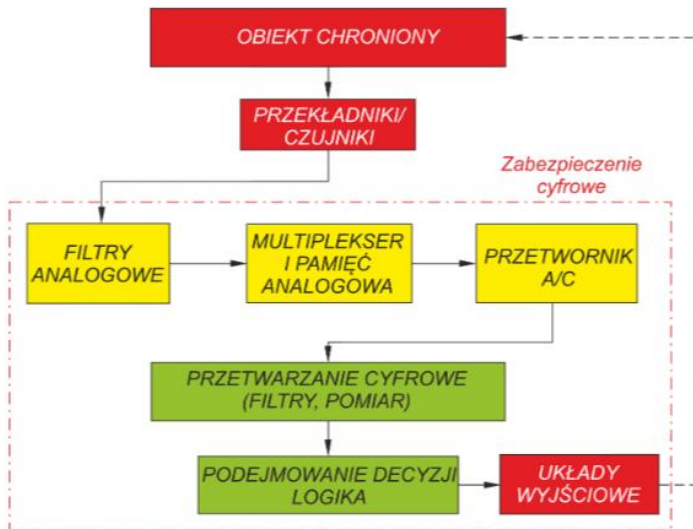 OBIEKT CHRONIONY
PRZEKŁADNIKI/
CZUJNIKI
Zabezpieczenie
cyfrowe
FILTRY
ANALOGOWE
MULTIPLEKSER
I PAMIĘĆ
ANALOGOWA
PRZETWORNIK
A/C
PRZETWARZANIE CYFROWE
(FILTRY, POMIAR)
PODEJMOWANIE DECYZJI
LOGIKA
UKŁADY
WYJŚCIOWE